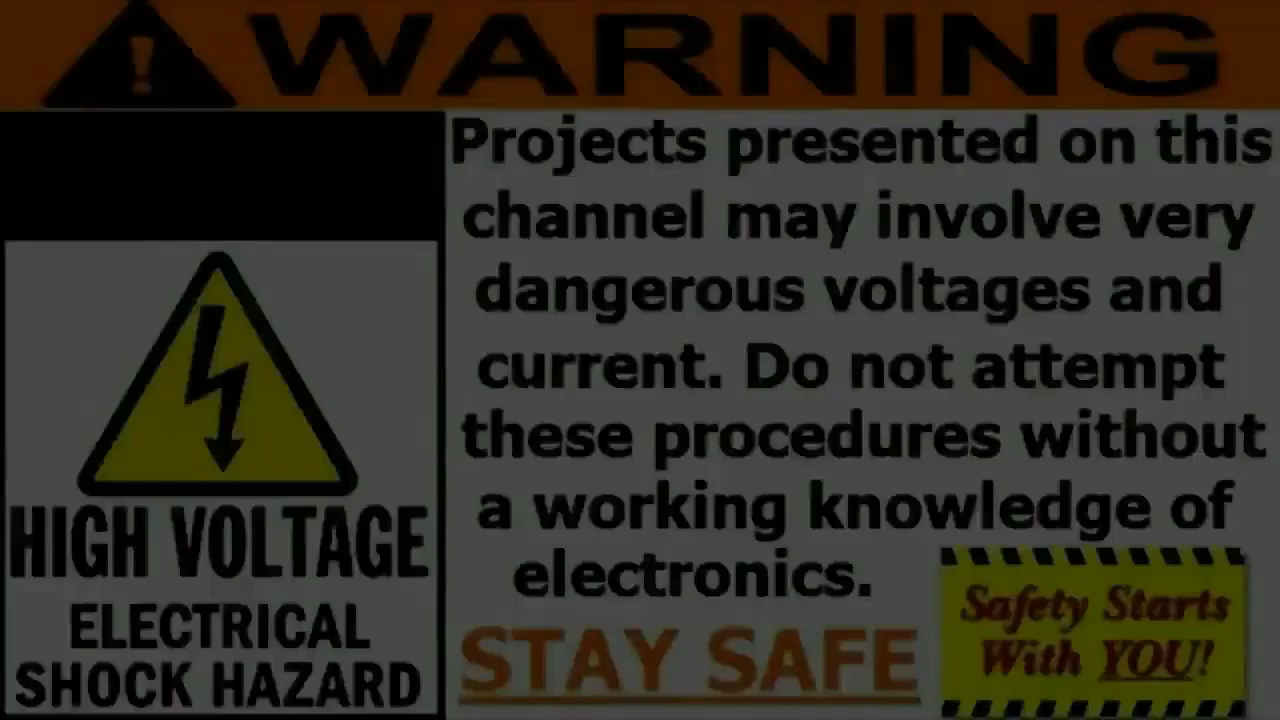 WARNING
Projects presented on this
channel may involve very
dangerous voltages and
current. Do not attempt
these procedures without
a working knowledge of
electronics.
STAY SAFE
HIGH VOLTAGE
ELECTRICAL
SHOCK HAZARD
Safety Starts
With YOU!